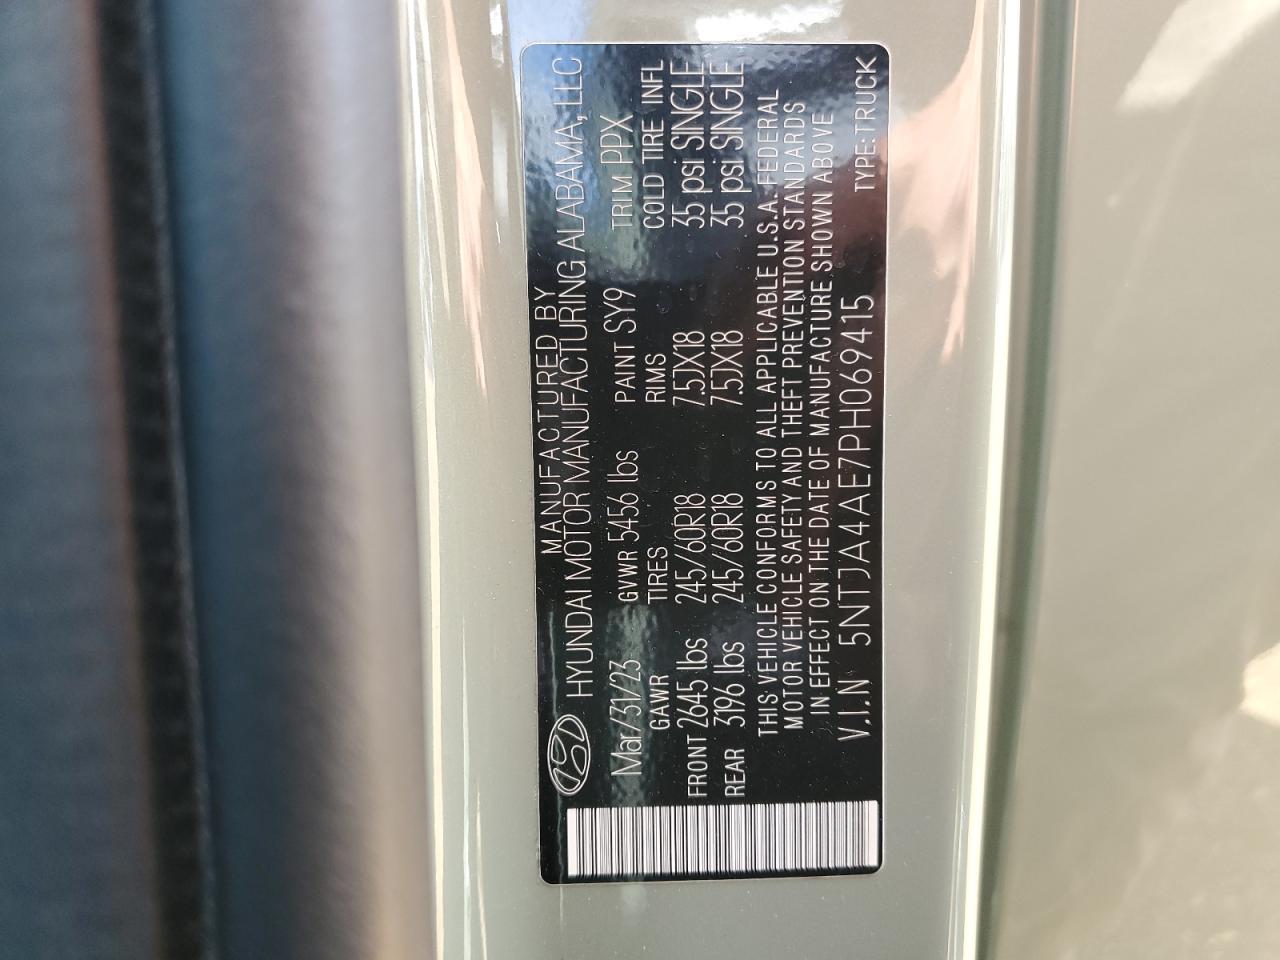 MANUFACTURED BY
HYUNDAI MOTOR MANUFACTURING ALABAMA, LLC
Mar/31/23 GVWR 5456 lbs PAINT SY9 TRIM PPX
GAWR TIRES RIMS COLD TIRE INFL
FRONT 2645 lbs 245/60R18 7.5JX18 35 psi SINGLE
REAR 3196 lbs 245/60R18 7.5JX18 35 psi SINGLE
THIS VEHICLE CONFORMS TO ALL APPLICABLE U.S.A. FEDERAL
MOTOR VEHICLE SAFETY AND THEFT PREVENTION STANDARDS
IN EFFECT ON THE DATE OF MANUFACTURE SHOWN ABOVE
V.I.N 5NTJA4AE7PH069415 TYPE:TRUCK